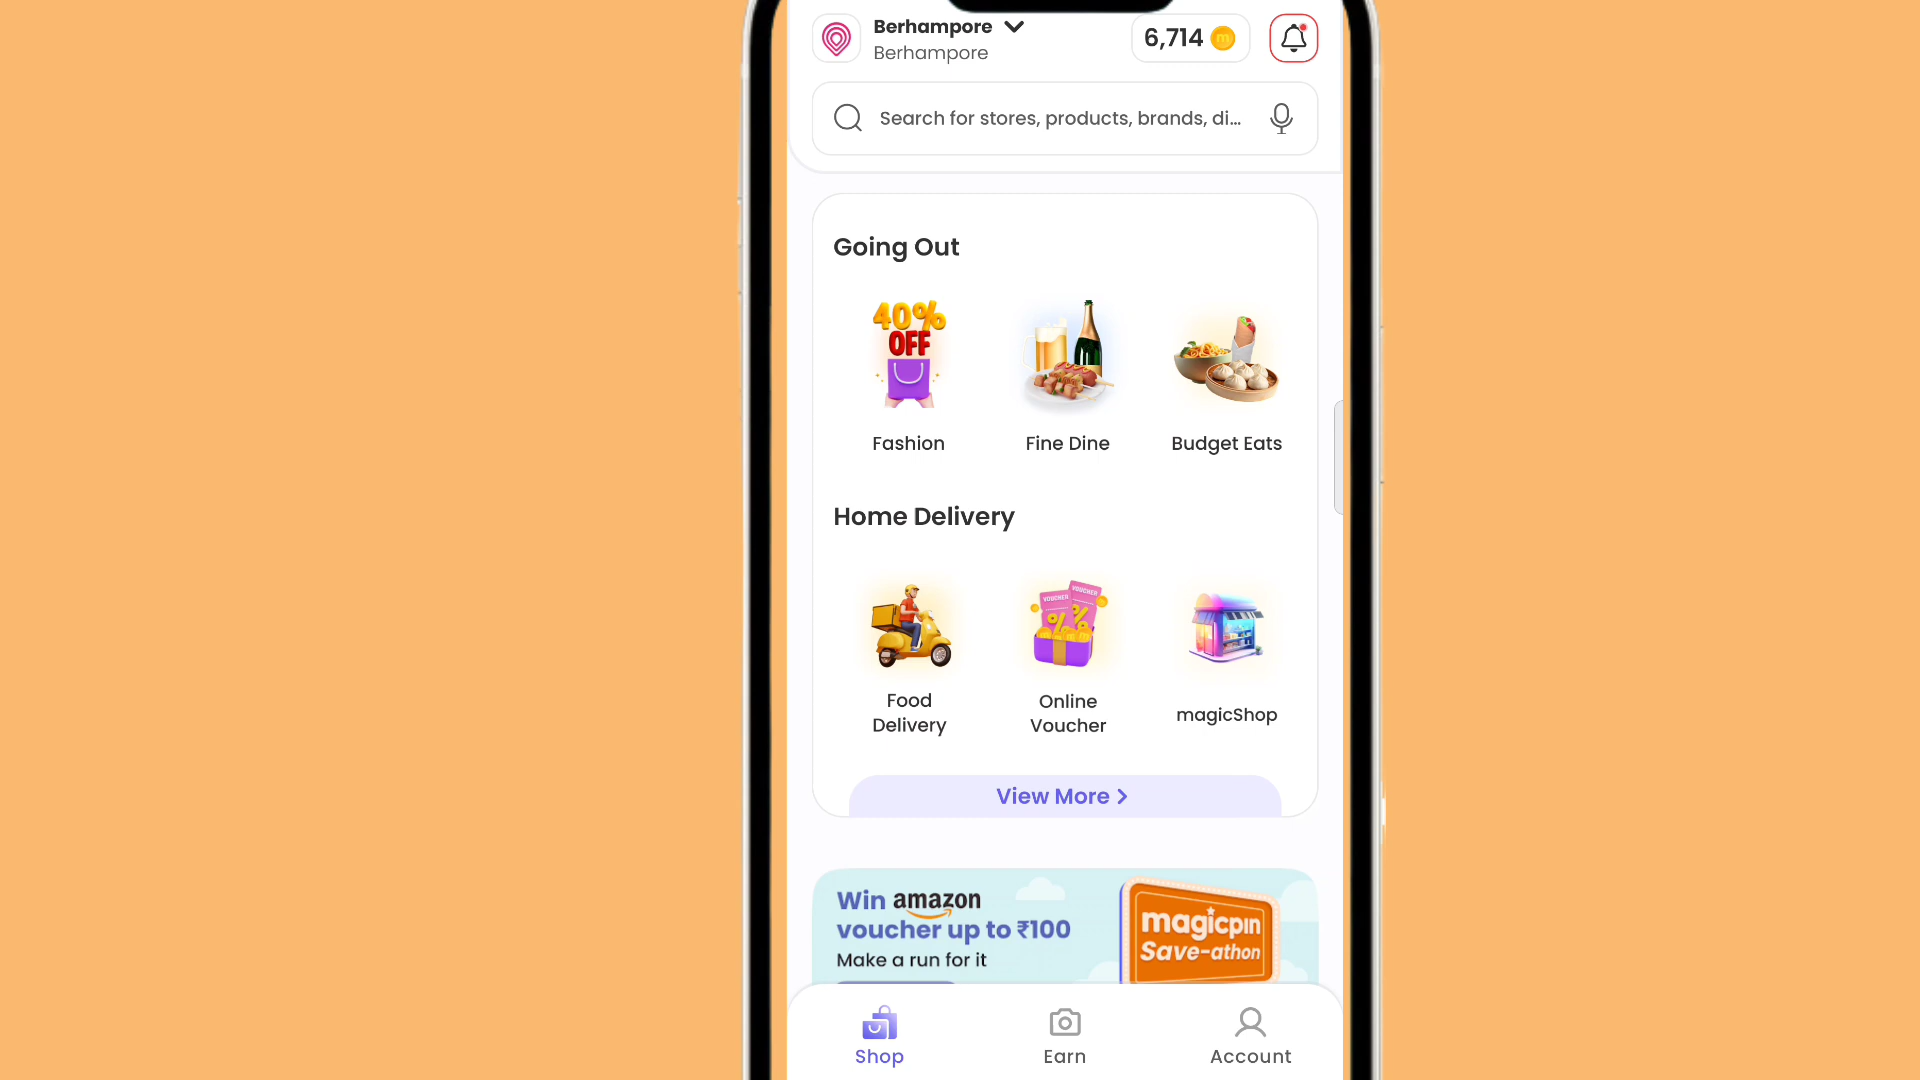 Berhampore
Berhampore
6,714
m
Search for stores, products, brands, di...
Going Out
40%
OFF
Fashion
Fine Dine
Budget Eats
Home Delivery
VOUCHER
VOUCHER
%
%
Food
Delivery
Online
Voucher
magicShop
View More >
Win amazon
voucher up to ₹100
Make a run for it
magicpin
Save-athon
Shop
Earn
Account